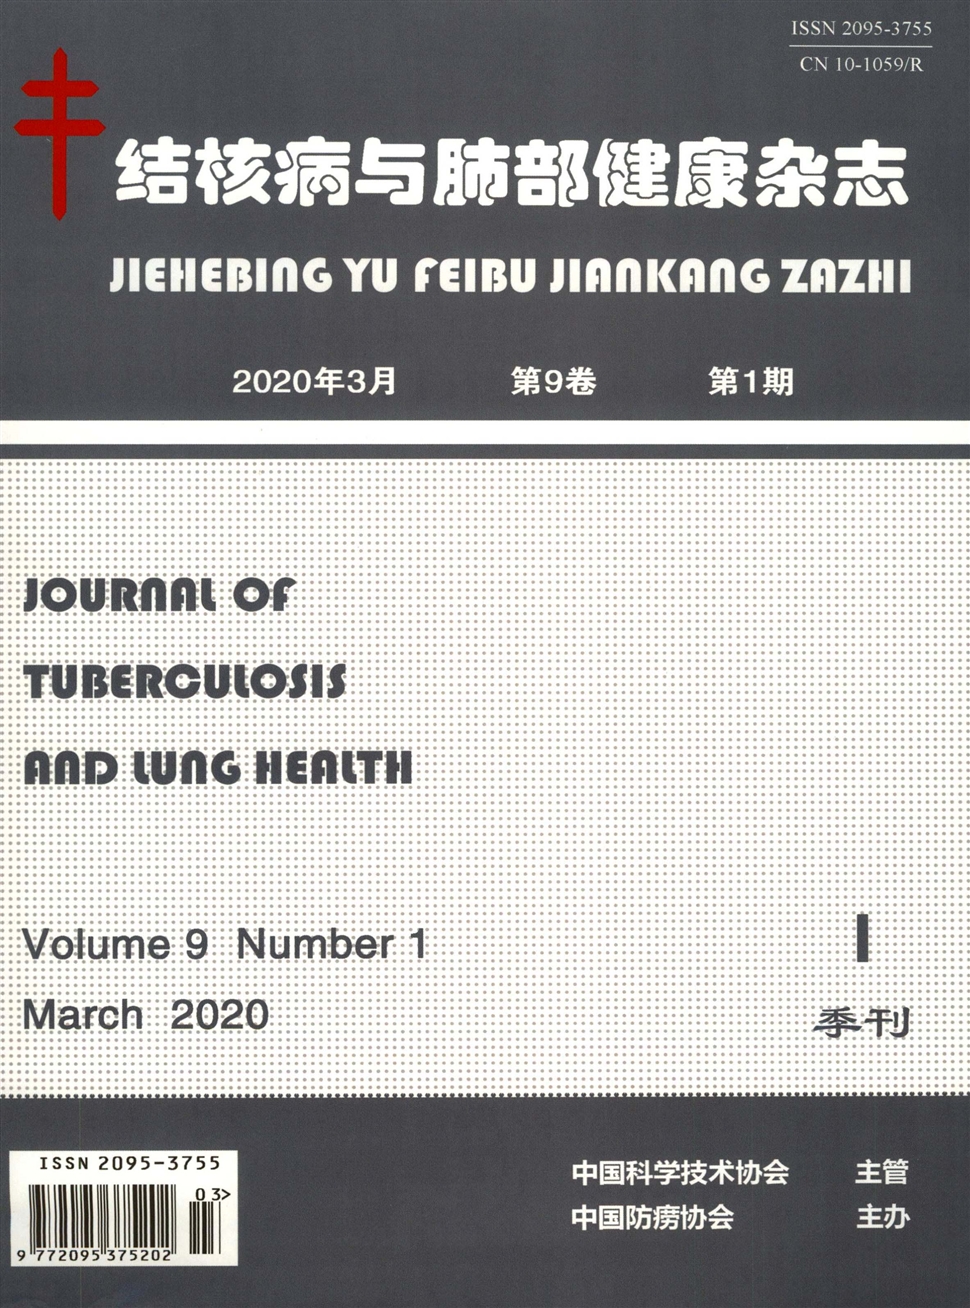 ISSN 2095-3755
CN 10-1059/R
结核病与肺部健康杂志
JIEHEBING YU FEIBU JIANKANG ZAZHI
2020年3月 第9卷 第1期
JOURNAL OF
TUBERCULOSIS
AND LUNG HEALTH
Volume 9 Number 1
March 2020
1
季刊
ISSN 2095-3755
03>
9 772095 375202
中国科学技术协会 主管
中国防痨协会 主办